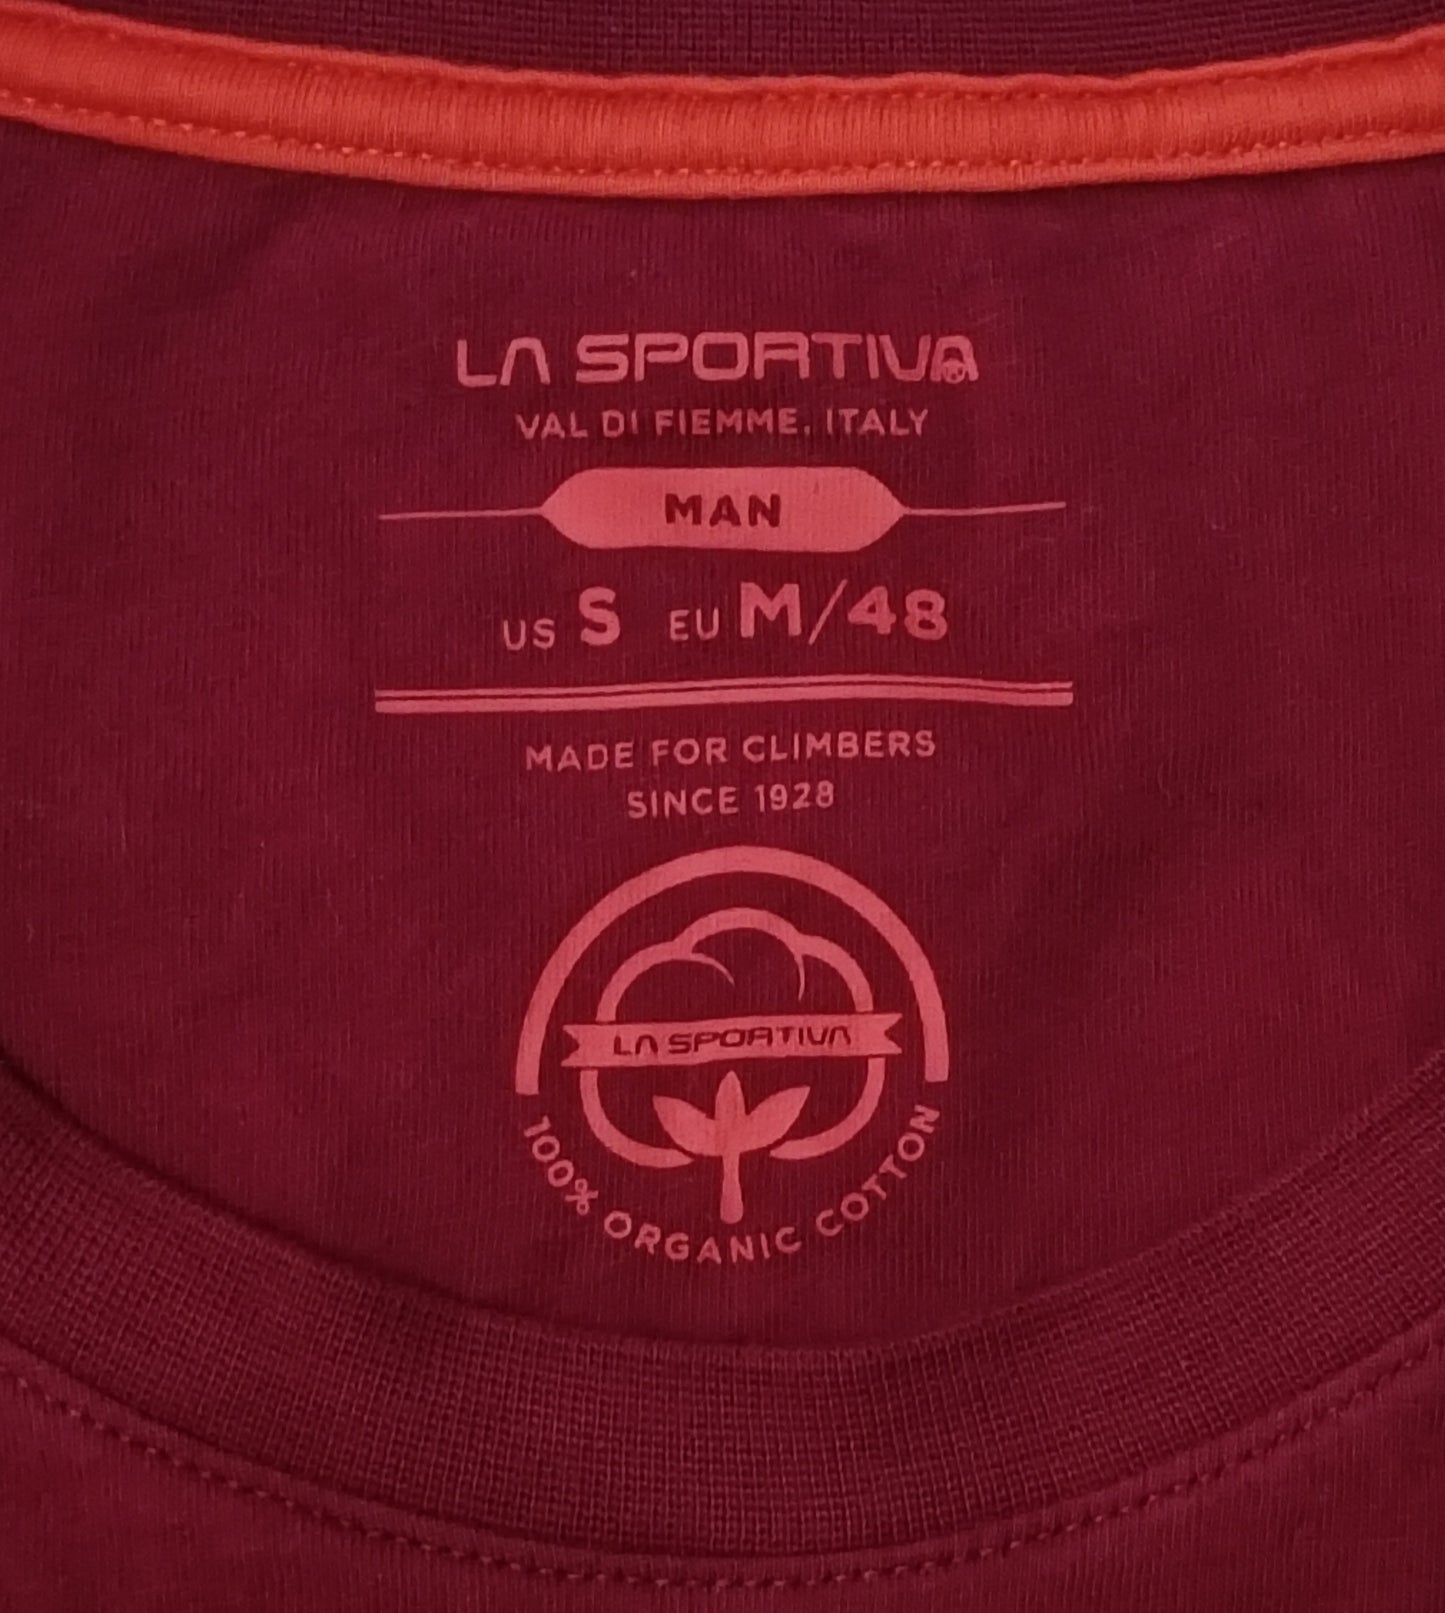 LA SPORTIVA
VAL DI FIEMME, ITALY
MAN
US S EU M/48
MADE FOR CLIMBERS
SINCE 1928
LA SPORTIVA
100% ORGANIC COTTON